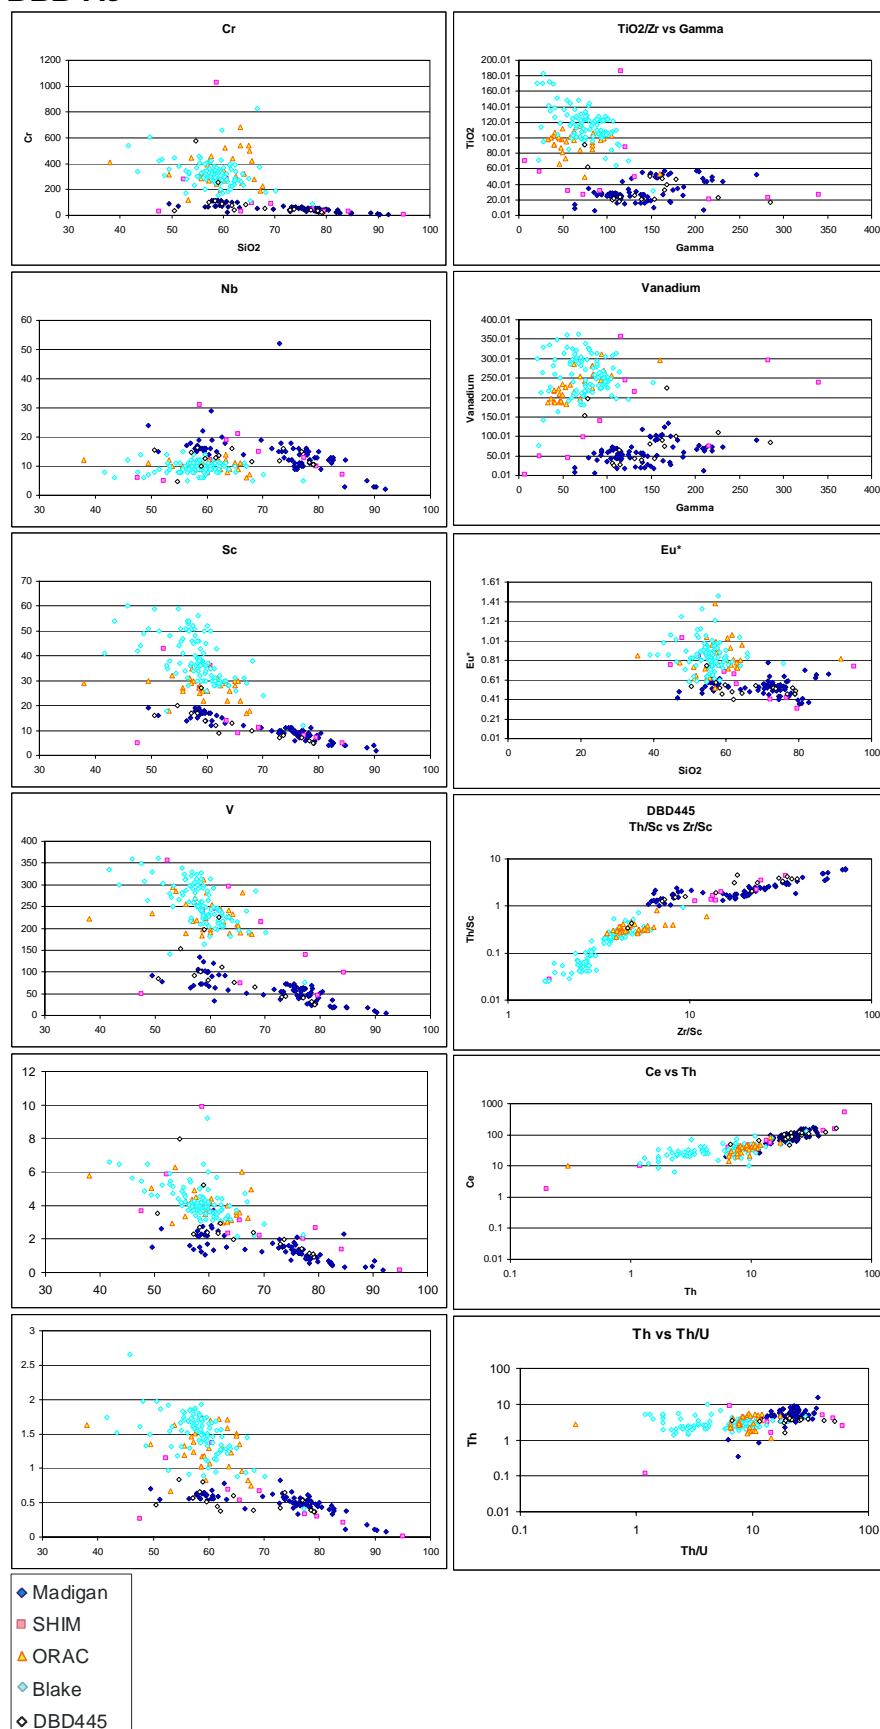 Cr
1200
1000
800
600
400
200
0
30 40 50 60 70 80 90 100
Cr
SiO2
TiO2/Zr vs Gamma
200.01
180.01
160.01
140.01
120.01
100.01
80.01
60.01
40.01
20.01
0.01
0 50 100 150 200 250 300 350 400
TiO2
Gamma
Nb
60
50
40
30
20
10
0
30 40 50 60 70 80 90 100
Vanadium
400.01
350.01
300.01
250.01
200.01
150.01
100.01
50.01
0.01
0 50 100 150 200 250 300 350 400
Vanadium
Gamma
Sc
70
60
50
40
30
20
10
0
30 40 50 60 70 80 90 100
Eu*
1.61
1.41
1.21
1.01
0.81
0.61
0.41
0.21
0.01
0 20 40 60 80 100
Eu*
SiO2
V
400
350
300
250
200
150
100
50
0
30 40 50 60 70 80 90 100
DBD445
Th/Sc vs Zr/Sc
10
1
0.1
0.01
1 10 100
Th/Sc
Zr/Sc
12
10
8
6
4
2
0
30 40 50 60 70 80 90 100
Ce vs Th
1000
100
10
1
0.1
0.01
0.1 1 10 100
Ce
Th
3
2.5
2
1.5
1
0.5
0
30 40 50 60 70 80 90 100
Th vs Th/U
100
10
1
0.1
0.01
0.1 1 10 100
Th
Th/U
Madigan
SHIM
ORAC
Blake
DBD445